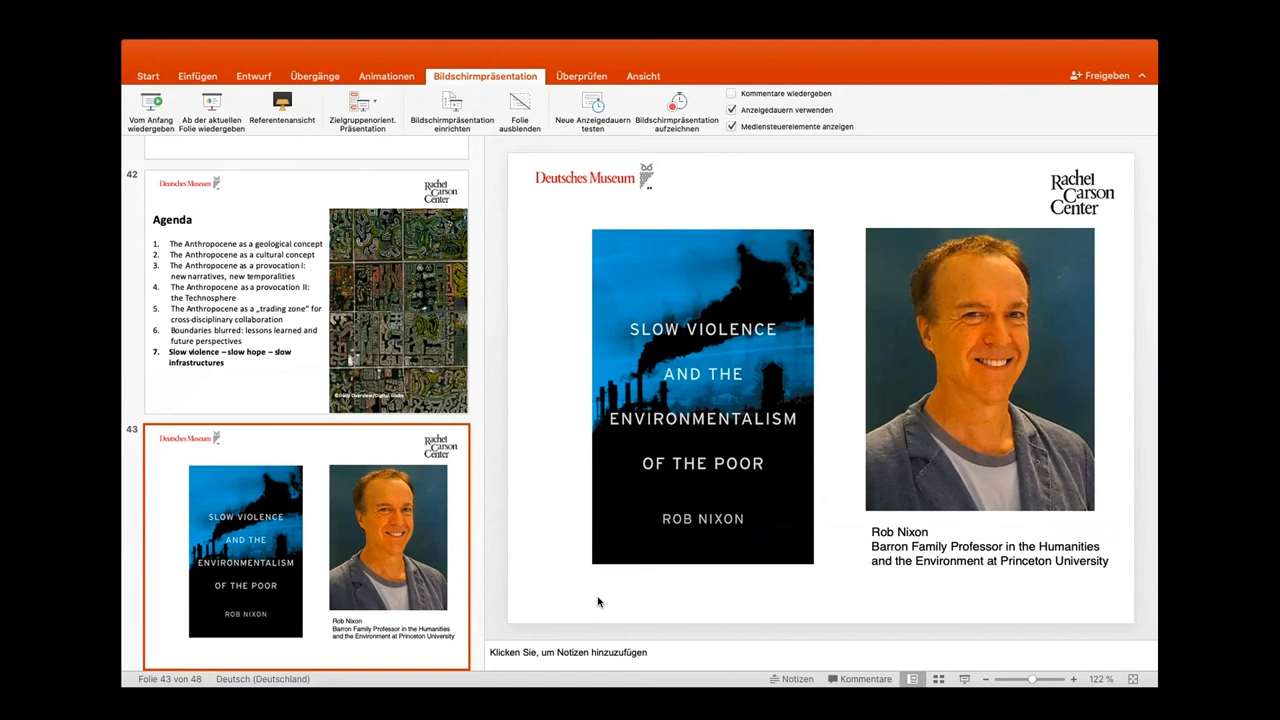 Start Einfügen Entwurf Übergänge Animationen Bildschirmpräsentation Überprüfen Ansicht Freigeben
Vom Anfang wiedergeben
Ab der aktuellen Folie wiedergeben
Referentenansicht
Zielgruppenorient. Präsentation
Bildschirmpräsentation einrichten
Folie ausblenden
Neue Anzeigedauern testen
Bildschirmpräsentation aufzeichnen
Kommentare wiedergeben
Anzeigedauern verwenden
Mediensteuerelemente anzeigen
42
Deutsches Museum
Rachel
Carson
Center
Agenda
1. The Anthropocene as a geological concept
2. The Anthropocene as a cultural concept
3. The Anthropocene as a provocation I:
new narratives, new temporalities
4. The Anthropocene as a provocation II:
the Technosphere
5. The Anthropocene as a „trading zone" for
cross-disciplinary collaboration
6. Boundaries blurred: lessons learned and
future perspectives
7. Slow violence – slow hope – slow
infrastructures
©Daily Overview/Digital Globe
43
Deutsches Museum
Rachel
Carson
Center
SLOW VIOLENCE
AND THE
ENVIRONMENTALISM
OF THE POOR
ROB NIXON
Rob Nixon
Barron Family Professor in the Humanities
and the Environment at Princeton University
Deutsches Museum
Rachel
Carson
Center
SLOW VIOLENCE
AND THE
ENVIRONMENTALISM
OF THE POOR
ROB NIXON
Rob Nixon
Barron Family Professor in the Humanities
and the Environment at Princeton University
Klicken Sie, um Notizen hinzuzufügen
Folie 43 von 48 Deutsch (Deutschland) Notizen Kommentare 122 %